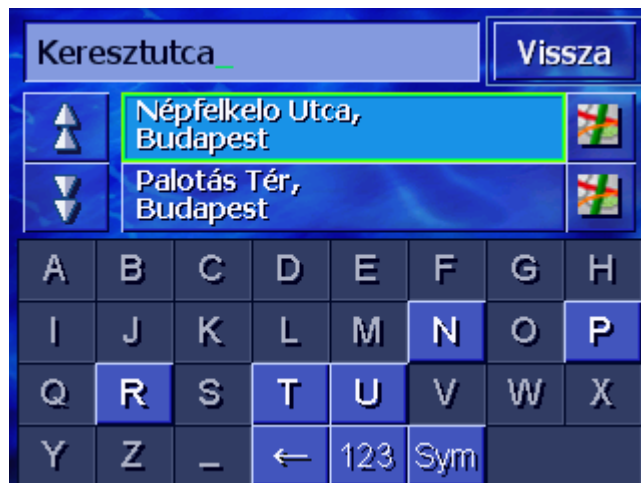 Keresztutca_
Vissza
Népfelkelo Utca,
Budapest
Palotás Tér,
Budapest
A B C D E F G H
I J K L M N O P
Q R S T U V W X
Y Z _ ← 123 Sym